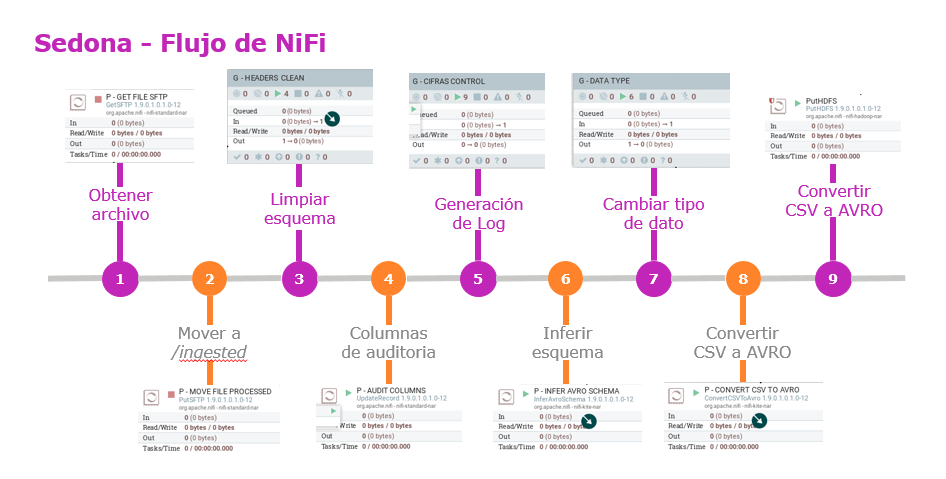 Sedona - Flujo de NiFi
P - GET FILE SFTP
GetSFTP 1.9.0.1.0.1.0-12
org.apache.nifi - nifi-standard-nar
In 0 (0 bytes)
Read/Write 0 bytes / 0 bytes
Out 0 (0 bytes)
Tasks/Time 0 / 00:00:00.000
Obtener
archivo
1
G - HEADERS CLEAN
0 0 4 0 0 0
Queued 0 (0 bytes)
In 0 (0 bytes) → 1
Read/Write 0 bytes / 0 bytes
Out 1 → 0 (0 bytes)
0 0 0 0 ? 0
Limpiar
esquema
3
G - CIFRAS CONTROL
0 0 9 0 0 0
ueued 0 (0 bytes)
In 0 (0 bytes) → 0
Read/Write 0 bytes / 0 bytes
Out 0 → 0 (0 bytes)
0 0 0 0 ? 0
Generación
de Log
5
G - DATA TYPE
0 0 6 0 0 0
Queued 0 (0 bytes)
In 0 (0 bytes) → 1
Read/Write 0 bytes / 0 bytes
Out 1 → 0 (0 bytes)
0 0 0 0 ? 0
Cambiar tipo
de dato
7
PutHDFS
PutHDFS 1.9.0.1.0.1.0-12
org.apache.nifi - nifi-hadoop-nar
In 0 (0 bytes)
Read/Write 0 bytes / 0 bytes
Out 0 (0 bytes)
Tasks/Time 0 / 00:00:00.000
Convertir
CSV a AVRO
9
2
Mover a
/ingested
P - MOVE FILE PROCESSED
PutSFTP 1.9.0.1.0.1.0-12
org.apache.nifi - nifi-standard-nar
In 0 (0 bytes)
Read/Write 0 bytes / 0 bytes
Out 0 (0 bytes)
Tasks/Time 0 / 00:00:00.000
4
Columnas
de auditoria
P - AUDIT COLUMNS
UpdateRecord 1.9.0.1.0.1.0-12
org.apache.nifi - nifi-standard-nar
0 (0 bytes)
Read/Write 0 bytes / 0 bytes
Out 0 (0 bytes)
Tasks/Time 0 / 00:00:00.000
6
Inferir
esquema
P - INFER AVRO SCHEMA
InferAvroSchema 1.9.0.1.0.1.0-12
org.apache.nifi - nifi-kite-nar
In 0 (0 bytes)
Read/Write 0 bytes / 0 bytes
Out 0 (0 bytes)
Tasks/Time 0 / 00:00:00.000
8
Convertir
CSV a AVRO
P - CONVERT CSV TO AVRO
ConvertCSVToAvro 1.9.0.1.0.1.0-12
org.apache.nifi - nifi-kite-nar
In 0 (0 bytes)
Read/Write 0 bytes / 0 bytes
Out 0 (0 bytes)
Tasks/Time 0 / 00:00:00.000